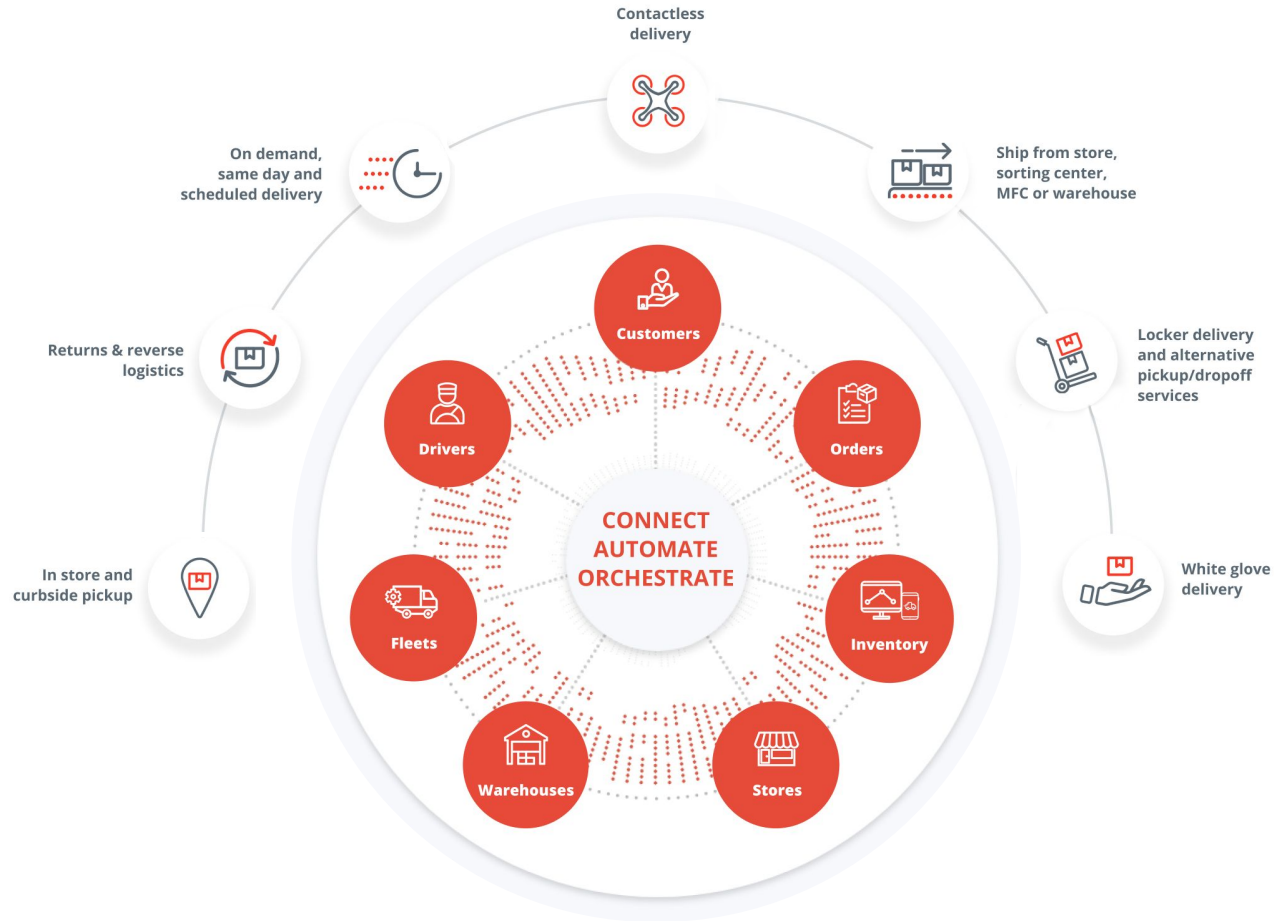 Contactless
delivery
On demand,
same day and
scheduled delivery
Ship from store,
sorting center,
MFC or warehouse
Returns & reverse
logistics
Locker delivery
and alternative
pickup/dropoff
services
In store and
curbside pickup
White glove
delivery
Customers
Drivers
Orders
CONNECT
AUTOMATE
ORCHESTRATE
Fleets
Inventory
Warehouses
Stores